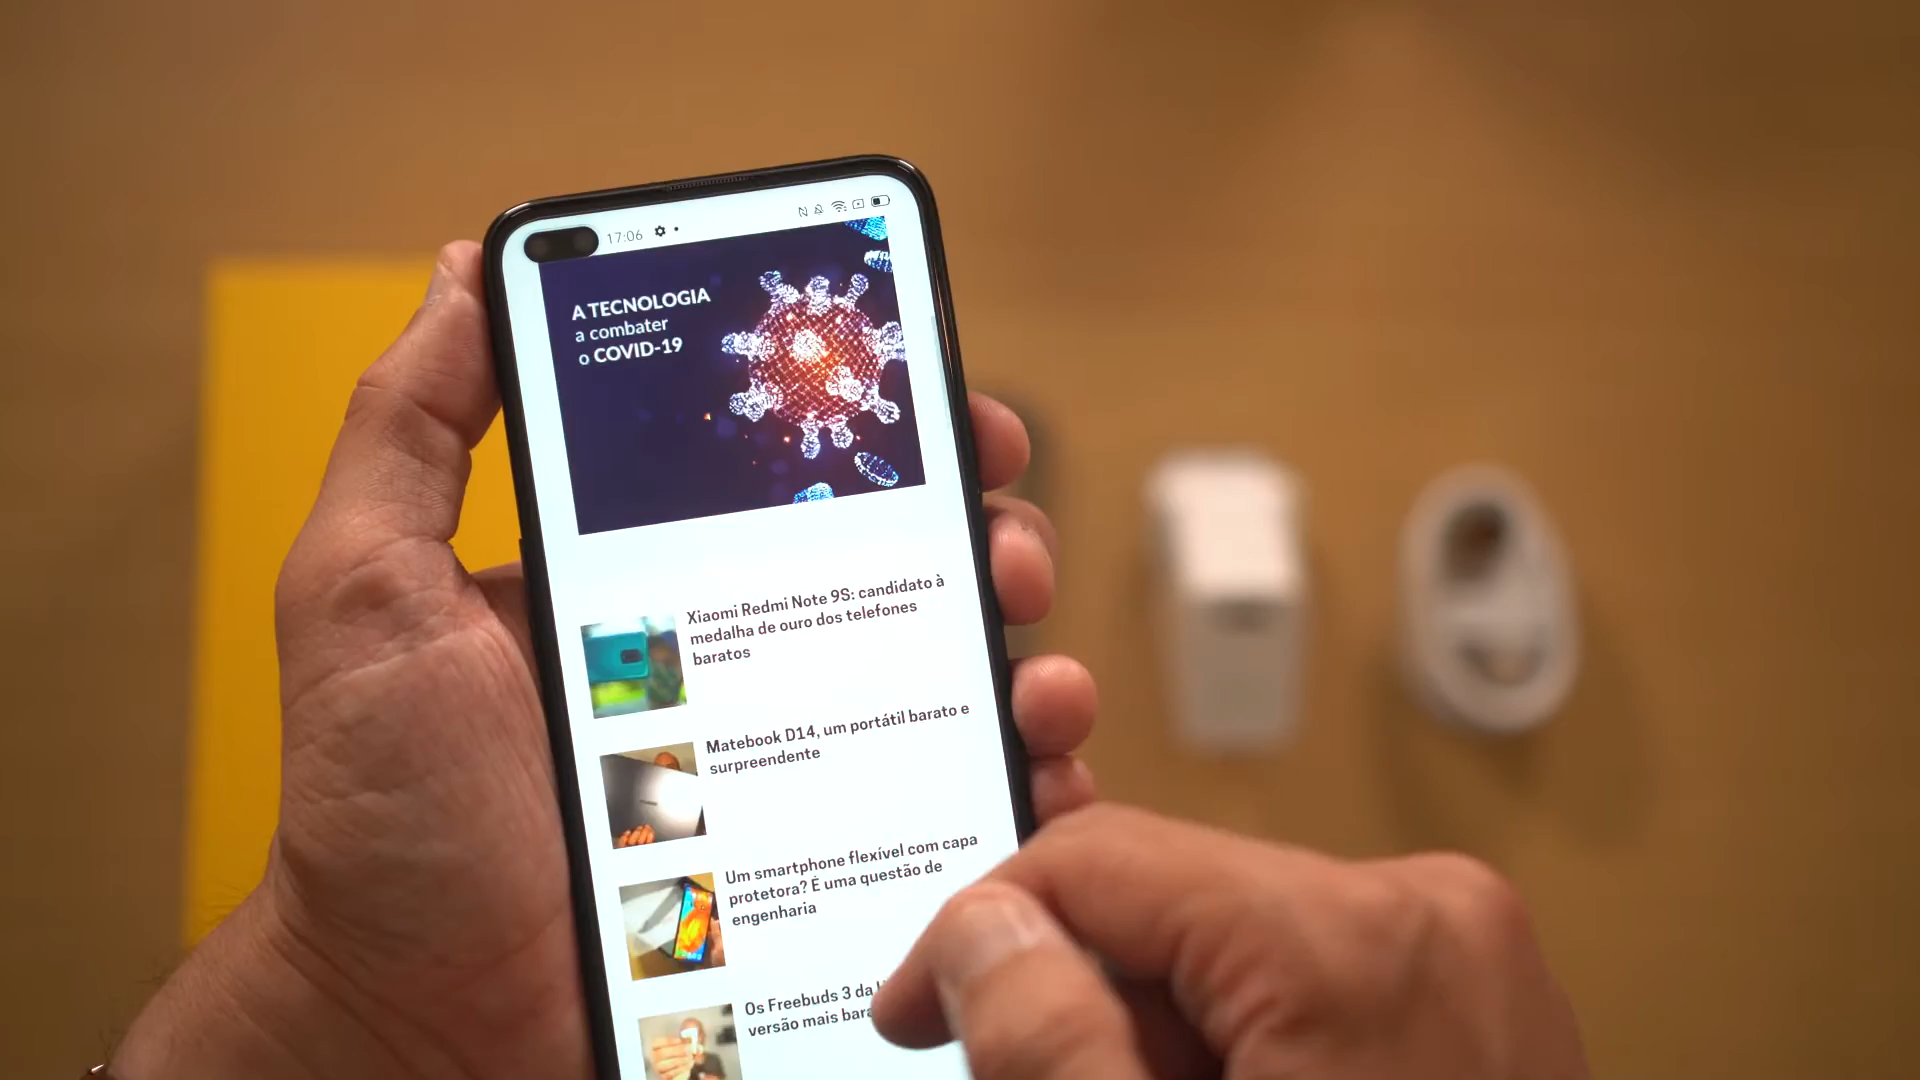 17:06
A TECNOLOGIA
a combater
o COVID-19
Xiaomi Redmi Note 9S: candidato à
medalha de ouro dos telefones
baratos
Matebook D14, um portátil barato e
surpreendente
Um smartphone flexível com capa
protetora? É uma questão de
engenharia
Os Freebuds 3 da
versão mais